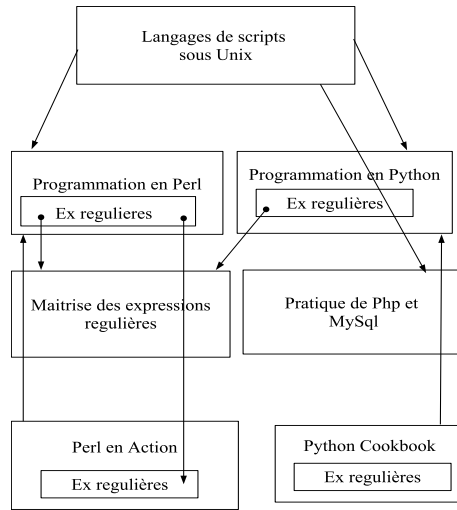 Langages de scripts
sous Unix
Programmation en Perl
Ex regulieres
Programmation en Python
Ex regulières
Maitrise des expressions
regulières
Pratique de Php et
MySql
Perl en Action
Ex regulières
Python Cookbook
Ex regulières